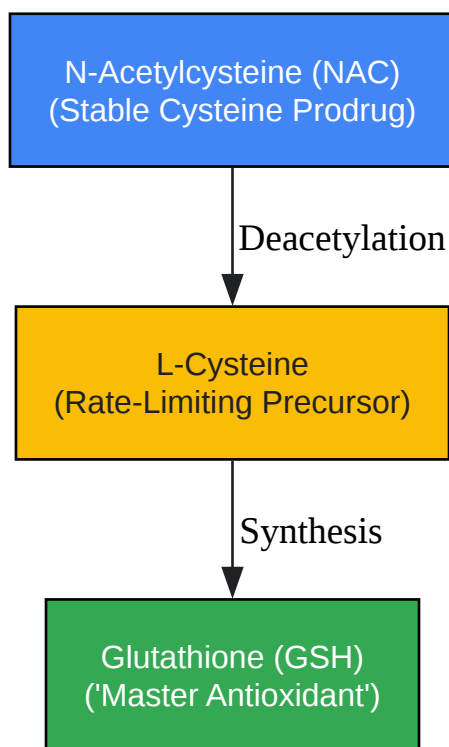 N-Acetylcysteine (NAC)
(Stable Cysteine Prodrug)
Deacetylation
L-Cysteine
(Rate-Limiting Precursor)
Synthesis
Glutathione (GSH)
('Master Antioxidant')